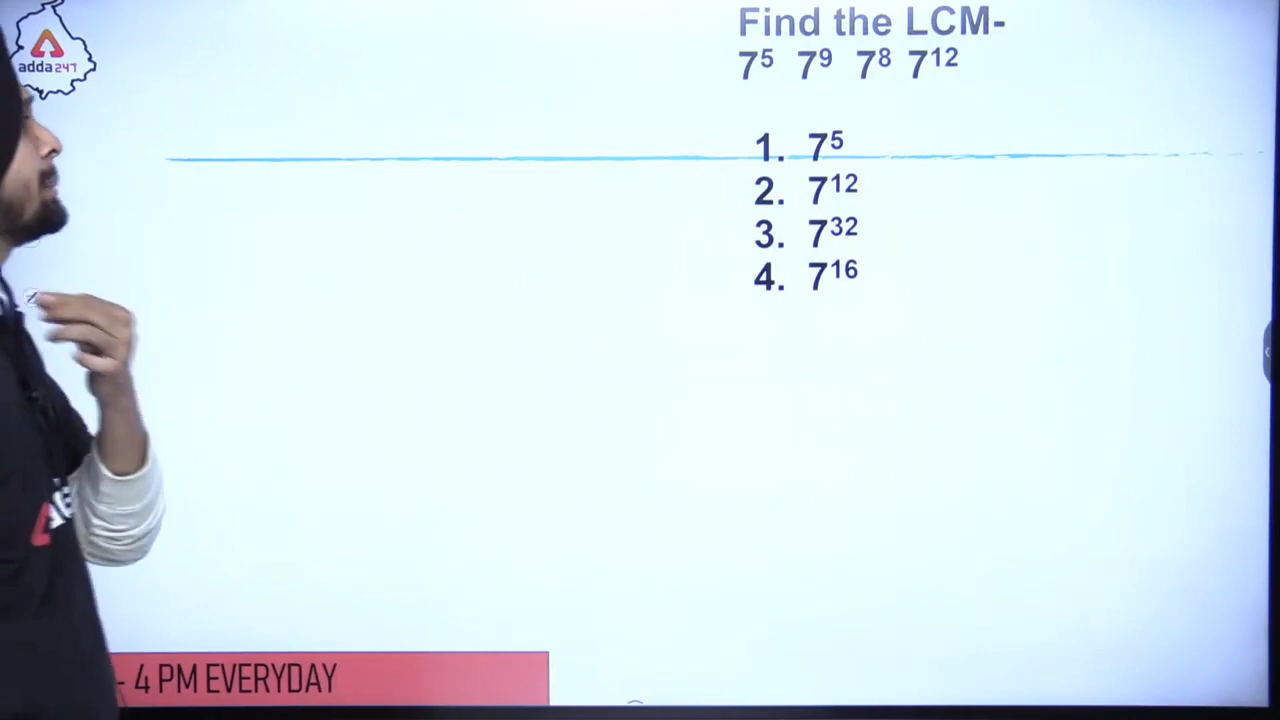 adda247
Find the LCM-
7⁵ 7⁹ 7⁸ 7¹²
1. 7⁵
2. 7¹²
3. 7³²
4. 7¹⁶
- 4 PM EVERYDAY